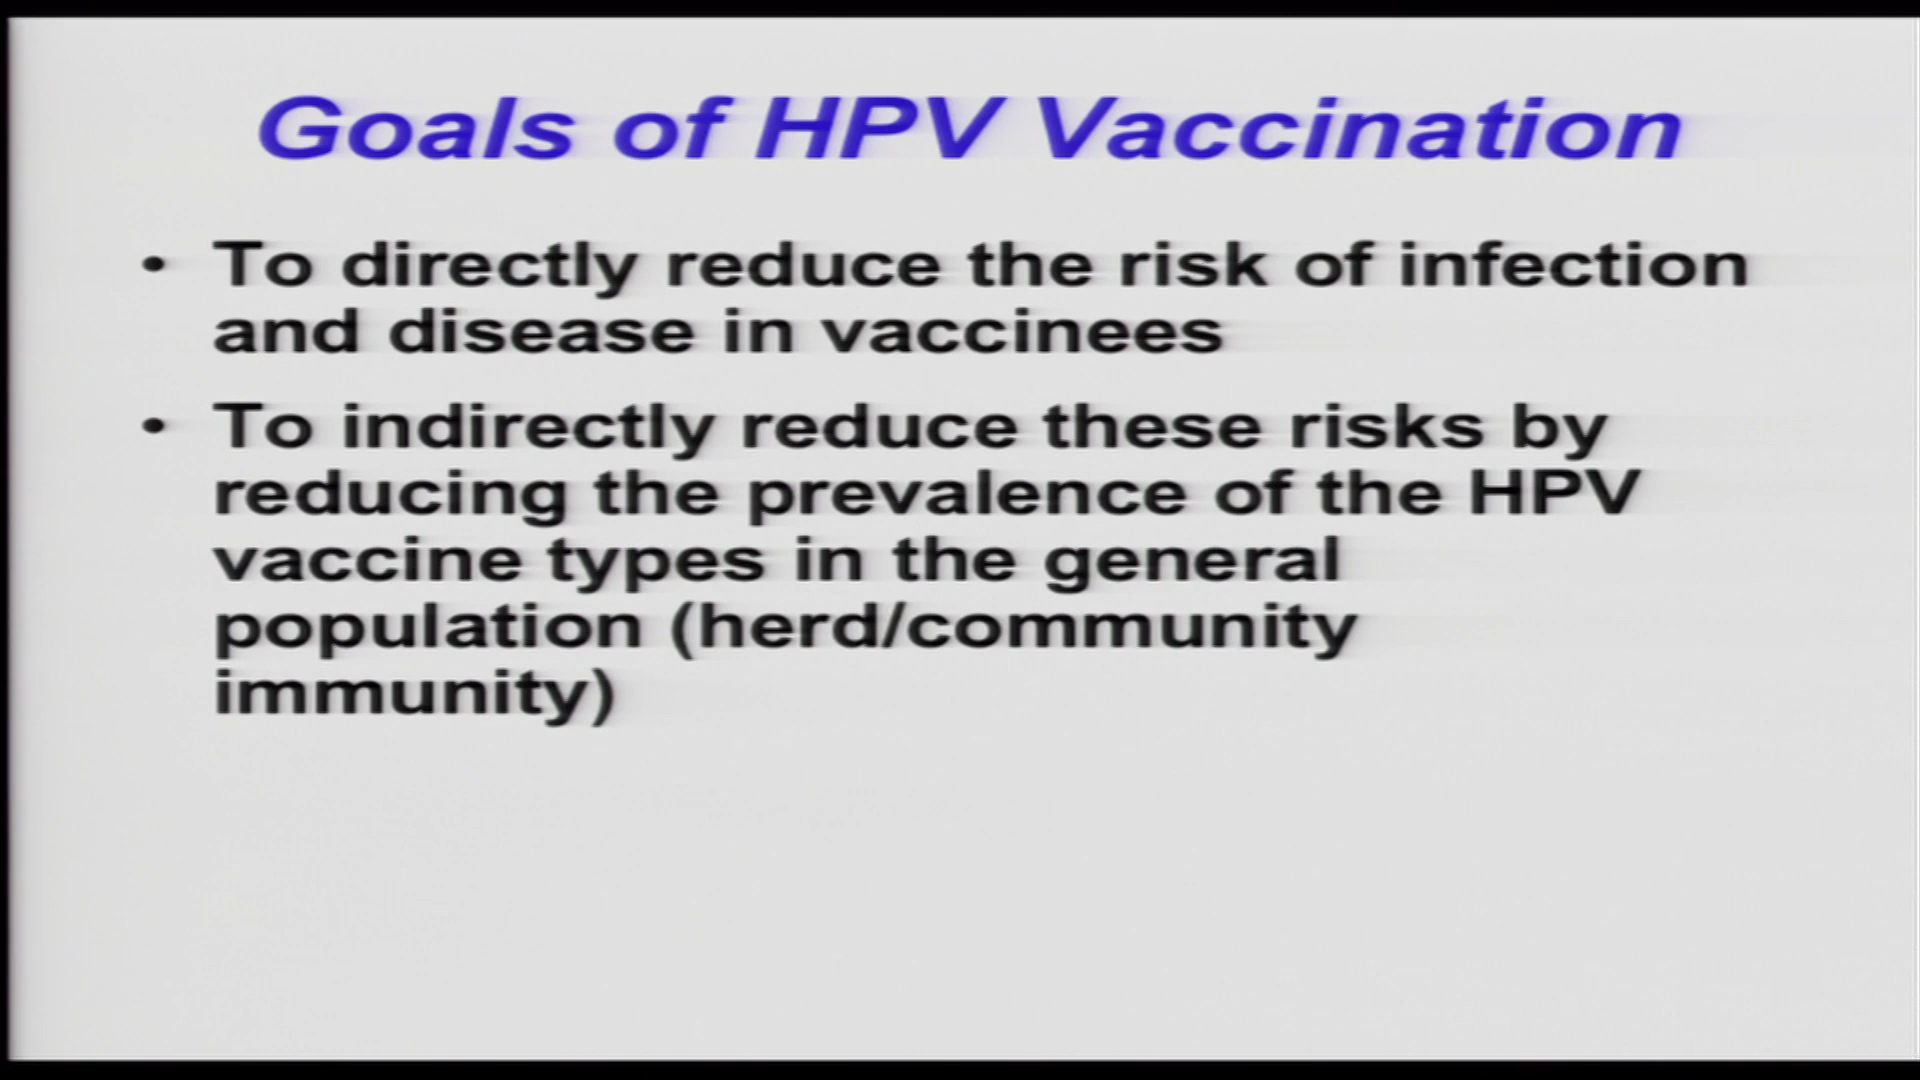 Goals of HPV Vaccination
• To directly reduce the risk of infection
and disease in vaccinees
• To indirectly reduce these risks by
reducing the prevalence of the HPV
vaccine types in the general
population (herd/community
immunity)